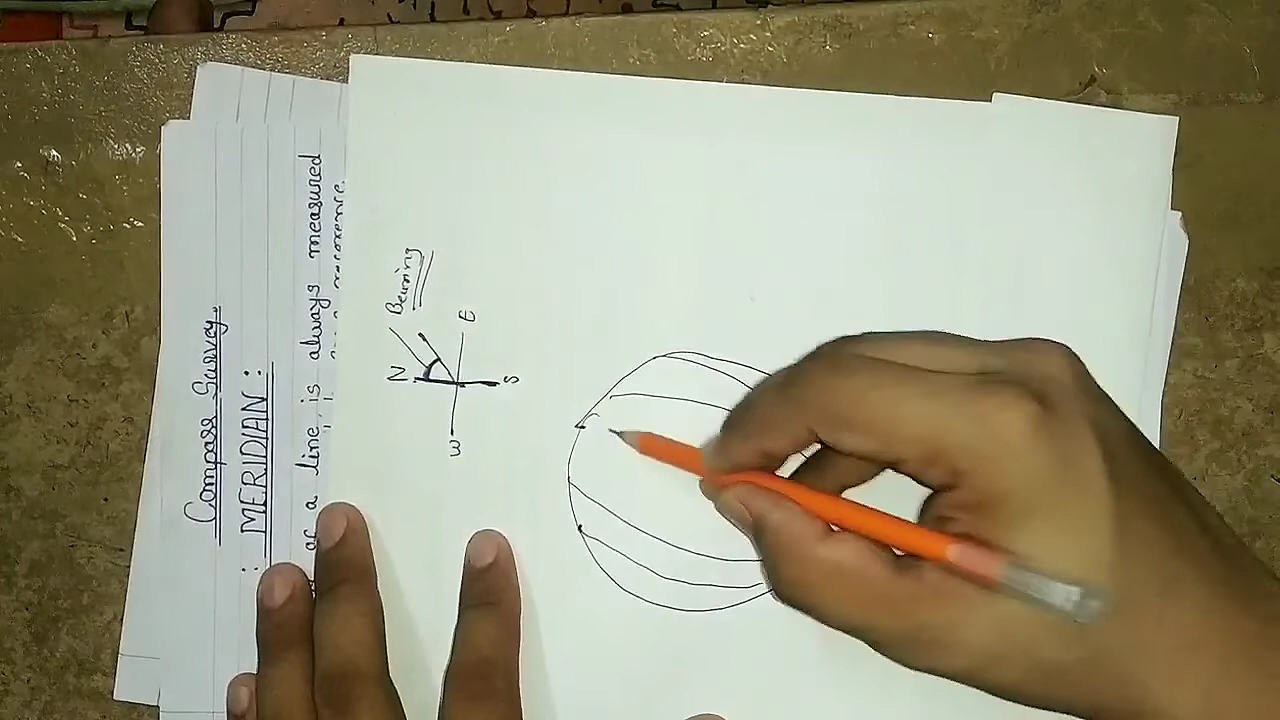 Compass Survey.
: MERIDIAN :
of a line, is always measured
Bearing
N
E
S
W